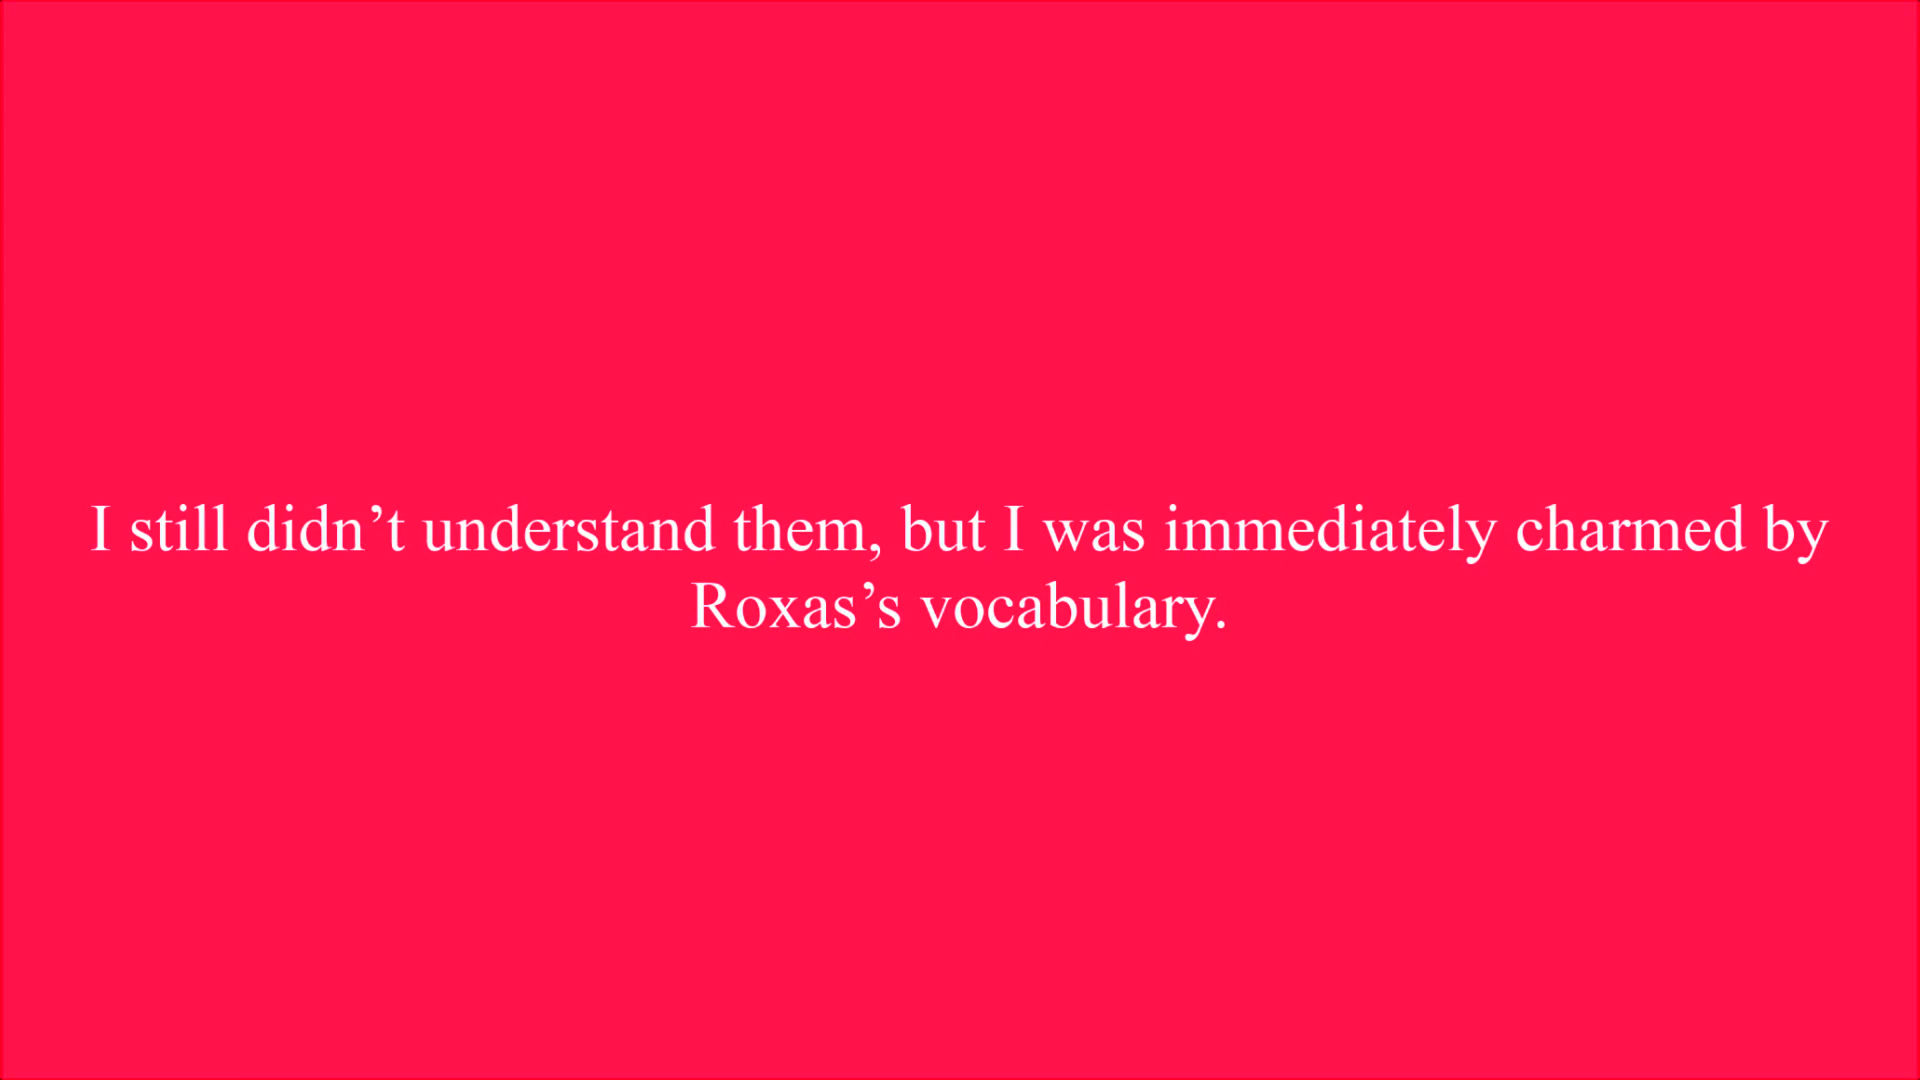 I still didn’t understand them, but I was immediately charmed by
Roxas’s vocabulary.